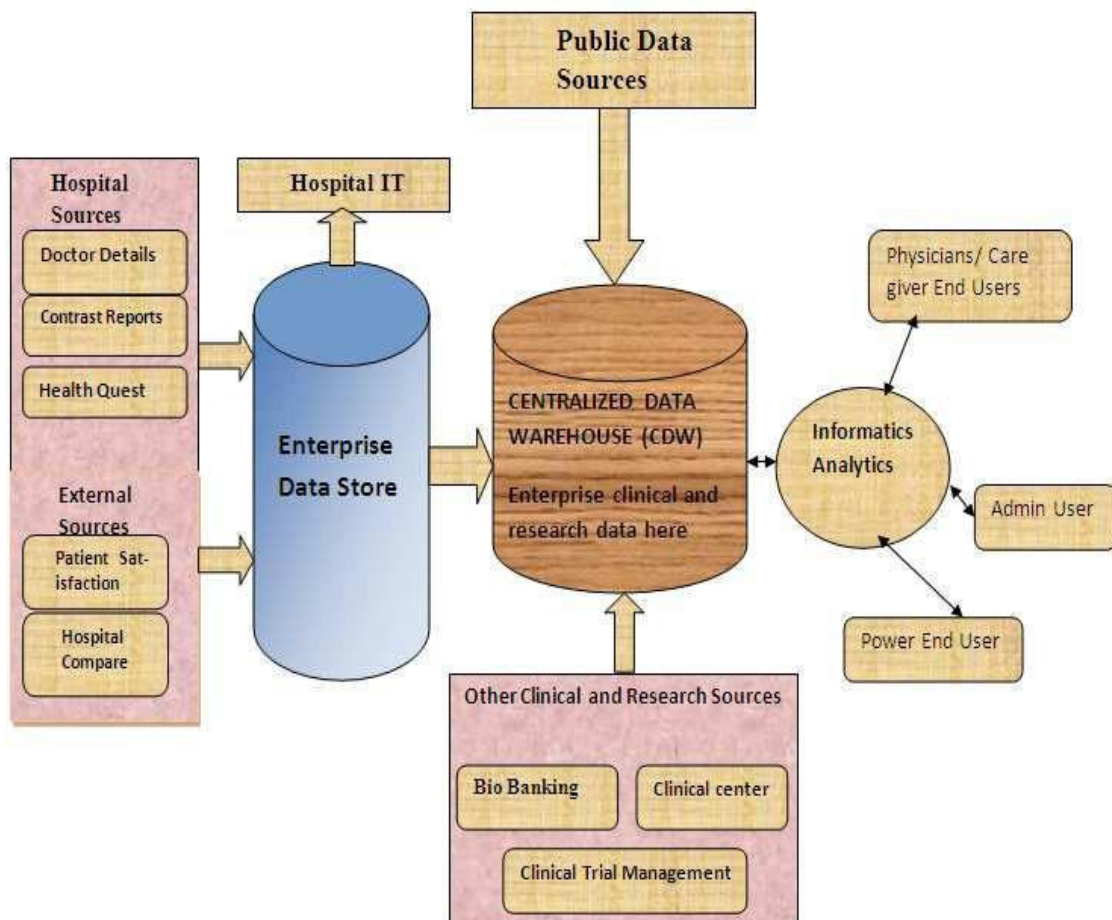 Public Data
Sources
Hospital
Sources
Doctor Details
Contrast Reports
Health Quest
External
Sources
Patient Sat-
isfaction
Hospital
Compare
Hospital IT
Enterprise
Data Store
CENTRALIZED DATA
WAREHOUSE (CDW)
Enterprise clinical and
research data here
Informatics
Analytics
Physicians/ Care
giver End Users
Admin User
Power End User
Other Clinical and Research Sources
Bio Banking
Clinical center
Clinical Trial Management